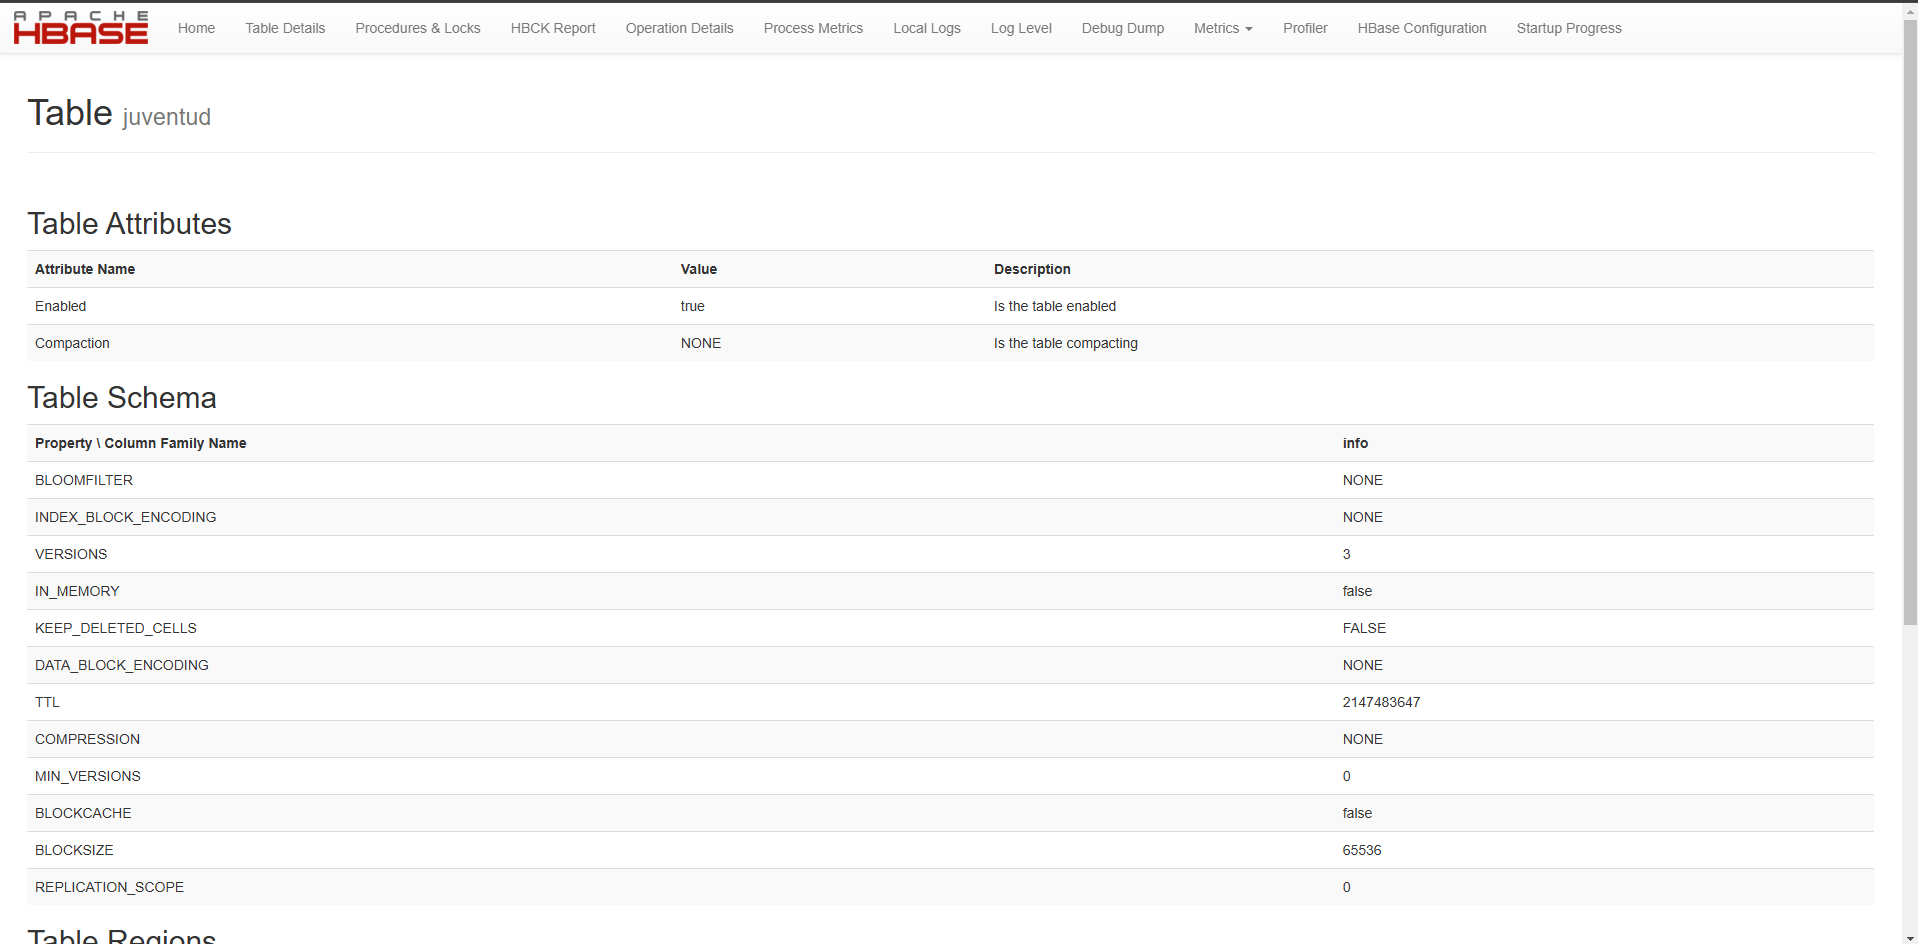 APACHE
HBASE
Home Table Details Procedures & Locks HBCK Report Operation Details Process Metrics Local Logs Log Level Debug Dump Metrics Profiler HBase Configuration Startup Progress
Table juventud
Table Attributes
Attribute Name Value Description
Enabled true Is the table enabled
Compaction NONE Is the table compacting
Table Schema
Property \ Column Family Name info
BLOOMFILTER NONE
INDEX_BLOCK_ENCODING NONE
VERSIONS 3
IN_MEMORY false
KEEP_DELETED_CELLS FALSE
DATA_BLOCK_ENCODING NONE
TTL 2147483647
COMPRESSION NONE
MIN_VERSIONS 0
BLOCKCACHE false
BLOCKSIZE 65536
REPLICATION_SCOPE 0
Table Regions